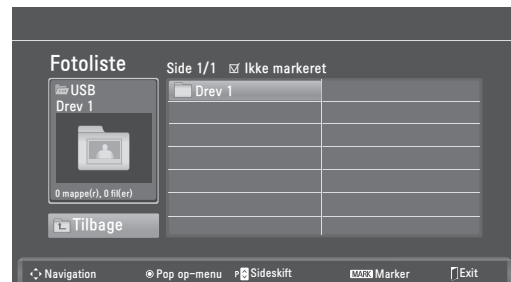 Fotoliste
Side 1/1 ☑ Ikke markeret
USB
Drev 1
0 mappe(r), 0 fil(er)
Tilbage
Drev 1
Navigation
Pop op-menu
P Sideskift
MARK Marker
Exit